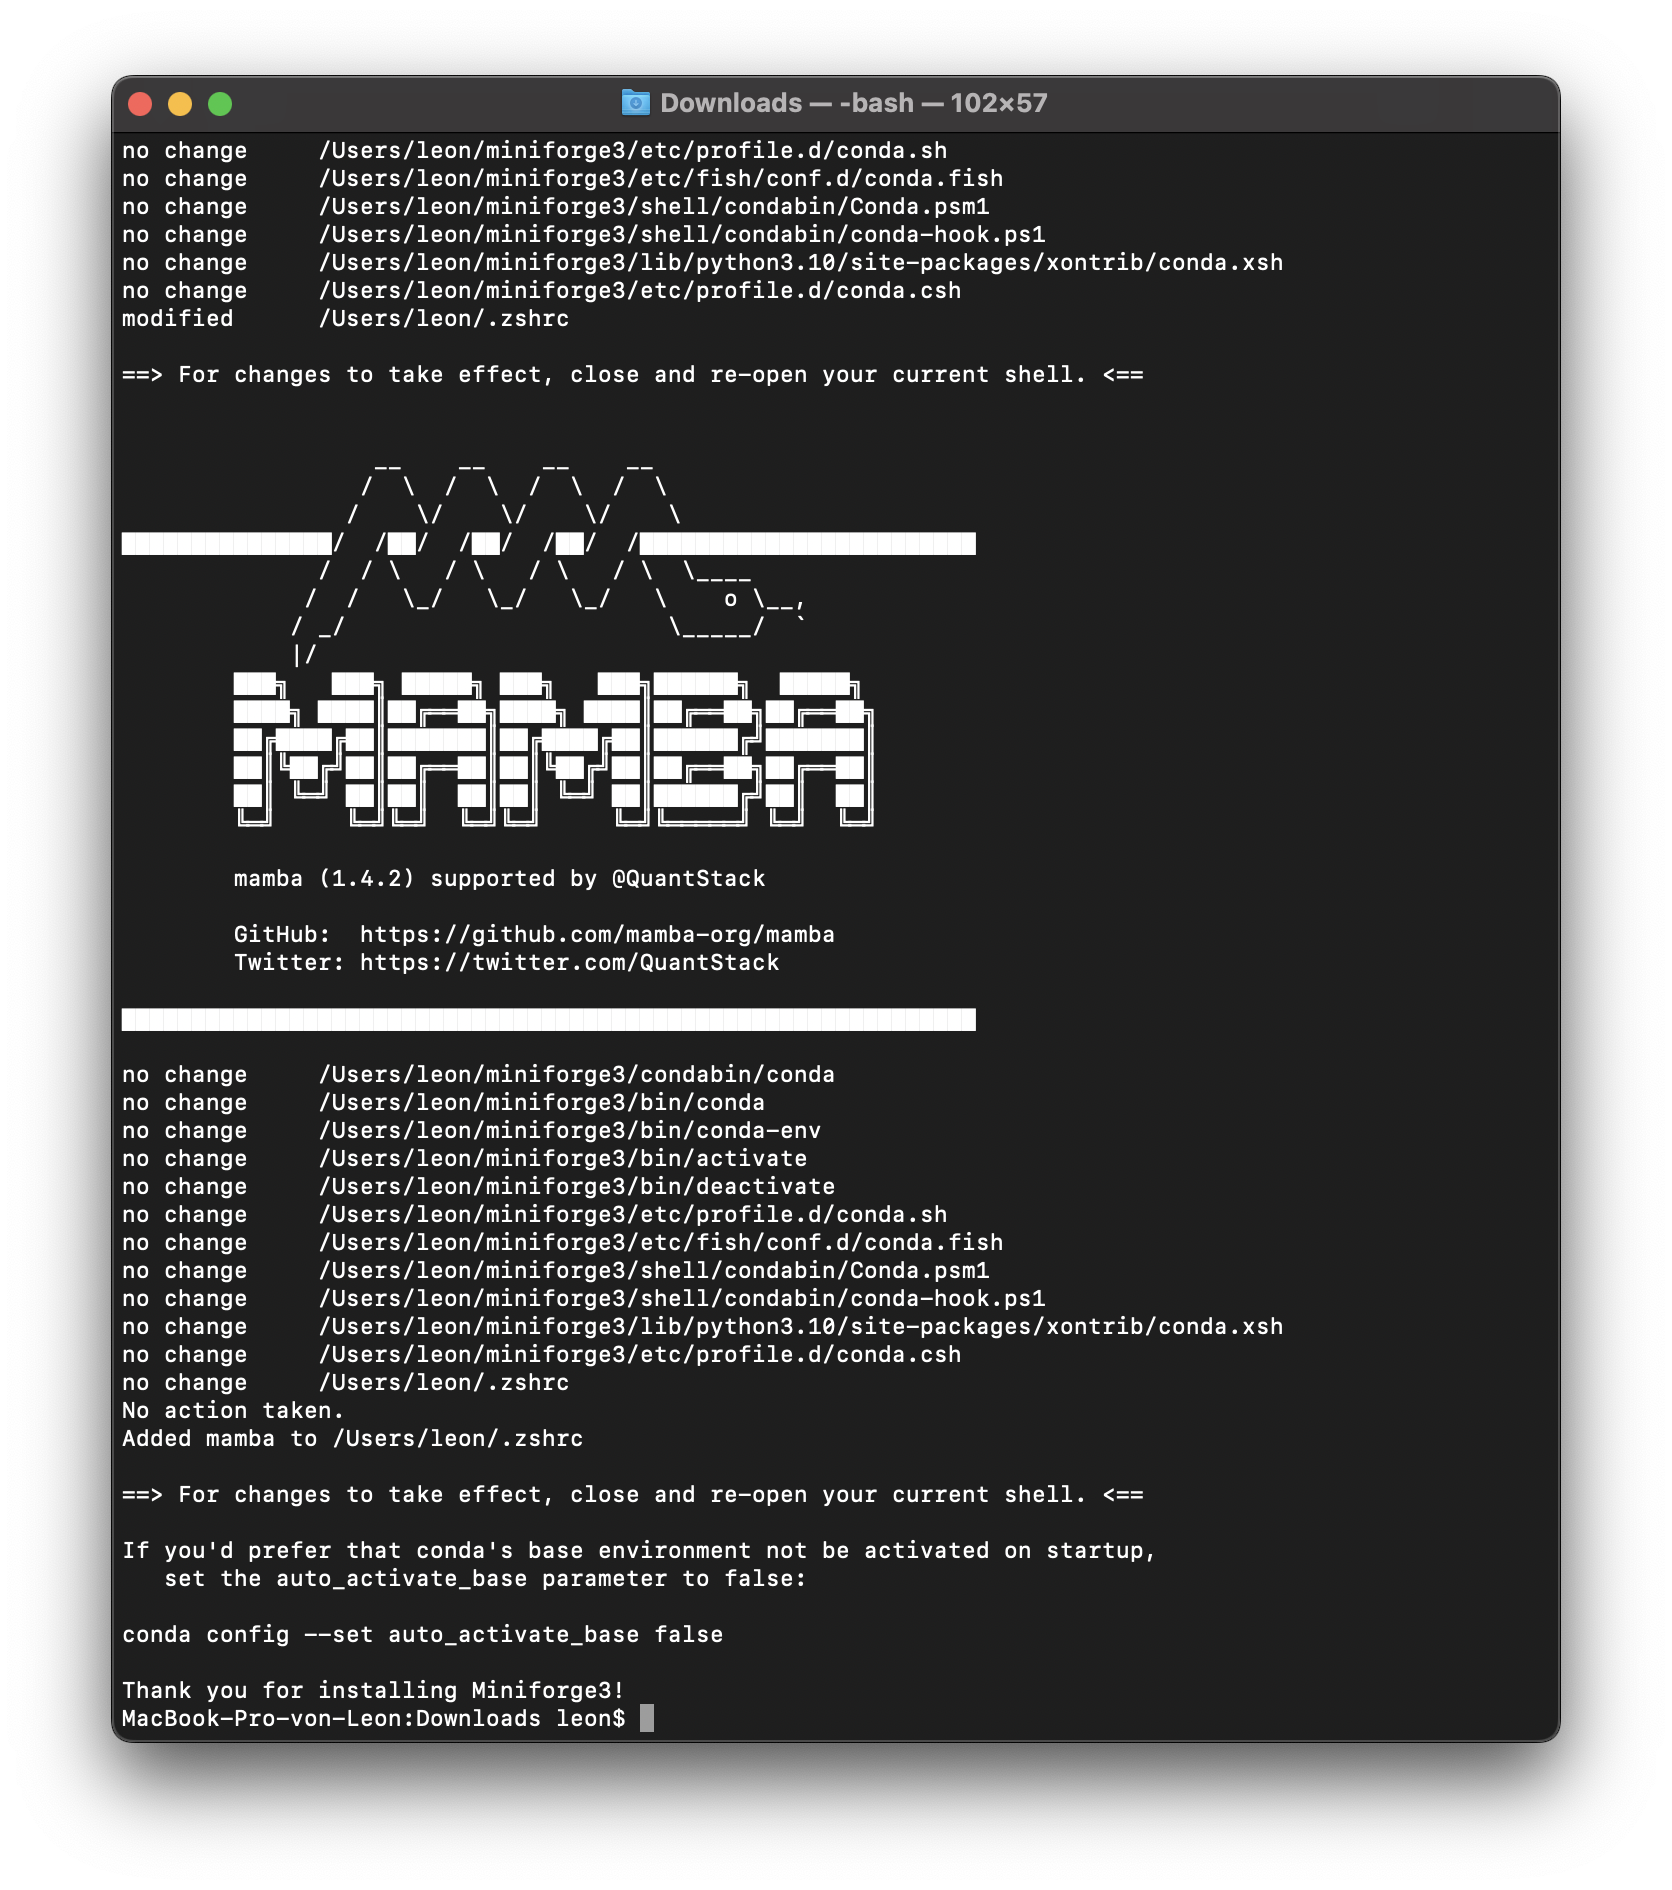 Downloads — -bash — 102×57
no change     /Users/leon/miniforge3/etc/profile.d/conda.sh
no change     /Users/leon/miniforge3/etc/fish/conf.d/conda.fish
no change     /Users/leon/miniforge3/shell/condabin/Conda.psm1
no change     /Users/leon/miniforge3/shell/condabin/conda-hook.ps1
no change     /Users/leon/miniforge3/lib/python3.10/site-packages/xontrib/conda.xsh
no change     /Users/leon/miniforge3/etc/profile.d/conda.csh
modified      /Users/leon/.zshrc
==> For changes to take effect, close and re-open your current shell. <==
MAMBA
mamba (1.4.2) supported by @QuantStack
GitHub:  https://github.com/mamba-org/mamba
Twitter: https://twitter.com/QuantStack
no change     /Users/leon/miniforge3/condabin/conda
no change     /Users/leon/miniforge3/bin/conda
no change     /Users/leon/miniforge3/bin/conda-env
no change     /Users/leon/miniforge3/bin/activate
no change     /Users/leon/miniforge3/bin/deactivate
no change     /Users/leon/miniforge3/etc/profile.d/conda.sh
no change     /Users/leon/miniforge3/etc/fish/conf.d/conda.fish
no change     /Users/leon/miniforge3/shell/condabin/Conda.psm1
no change     /Users/leon/miniforge3/shell/condabin/conda-hook.ps1
no change     /Users/leon/miniforge3/lib/python3.10/site-packages/xontrib/conda.xsh
no change     /Users/leon/miniforge3/etc/profile.d/conda.csh
no change     /Users/leon/.zshrc
No action taken.
Added mamba to /Users/leon/.zshrc
==> For changes to take effect, close and re-open your current shell. <==
If you'd prefer that conda's base environment not be activated on startup,
   set the auto_activate_base parameter to false:
conda config --set auto_activate_base false
Thank you for installing Miniforge3!
MacBook-Pro-von-Leon:Downloads leon$